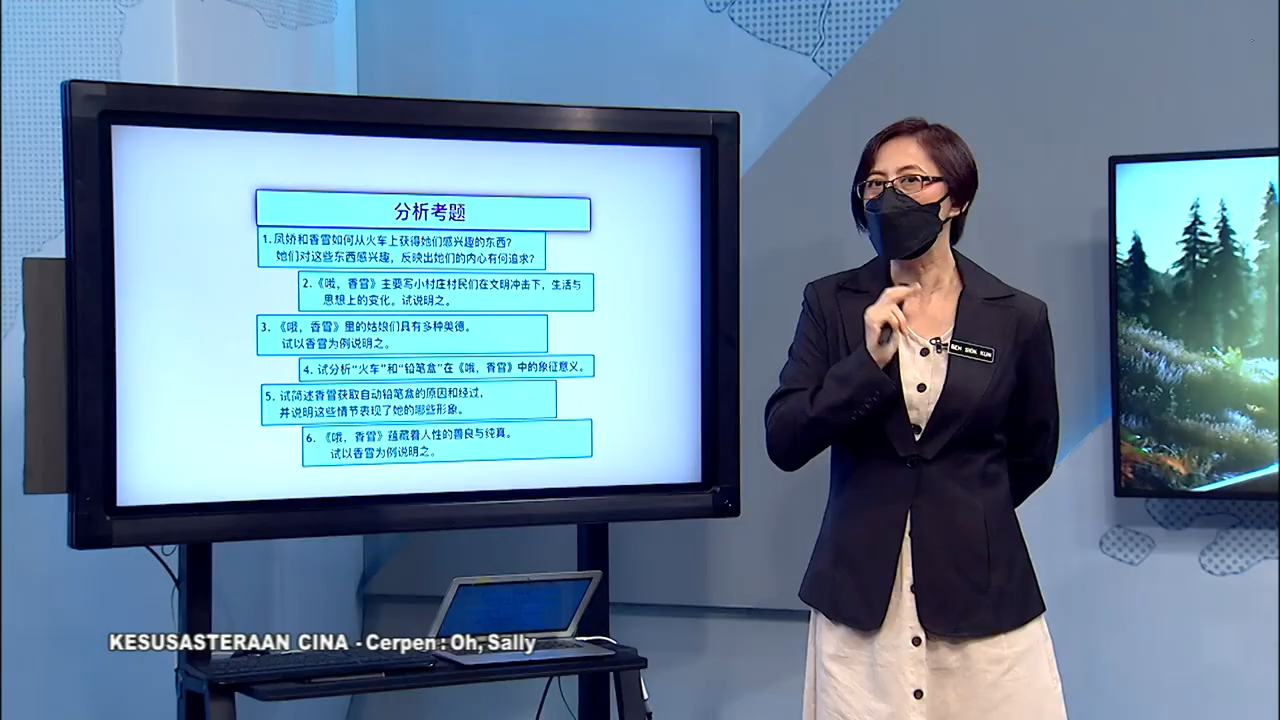 分析考题
1. 凤娇和香雪如何从火车上获得她们感兴趣的东西?
她们对这些东西感兴趣，反映出她们的内心有何追求?
2. 《哦，香雪》主要写小村庄村民们在文明冲击下，生活与
思想上的变化。试说明之。
3. 《哦，香雪》里的姑娘们具有多种美德。
试以香雪为例说明之。
4. 试分析“火车”和“铅笔盒”在《哦，香雪》中的象征意义。
5. 试简述香雪获取自动铅笔盒的原因和经过，
并说明这些情节表现了她的哪些形象。
6. 《哦，香雪》蕴藏着人性的善良与纯真。
试以香雪为例说明之。
BEH SIOK KUN
KESUSASTERAAN CINA - Cerpen : Oh, Sally